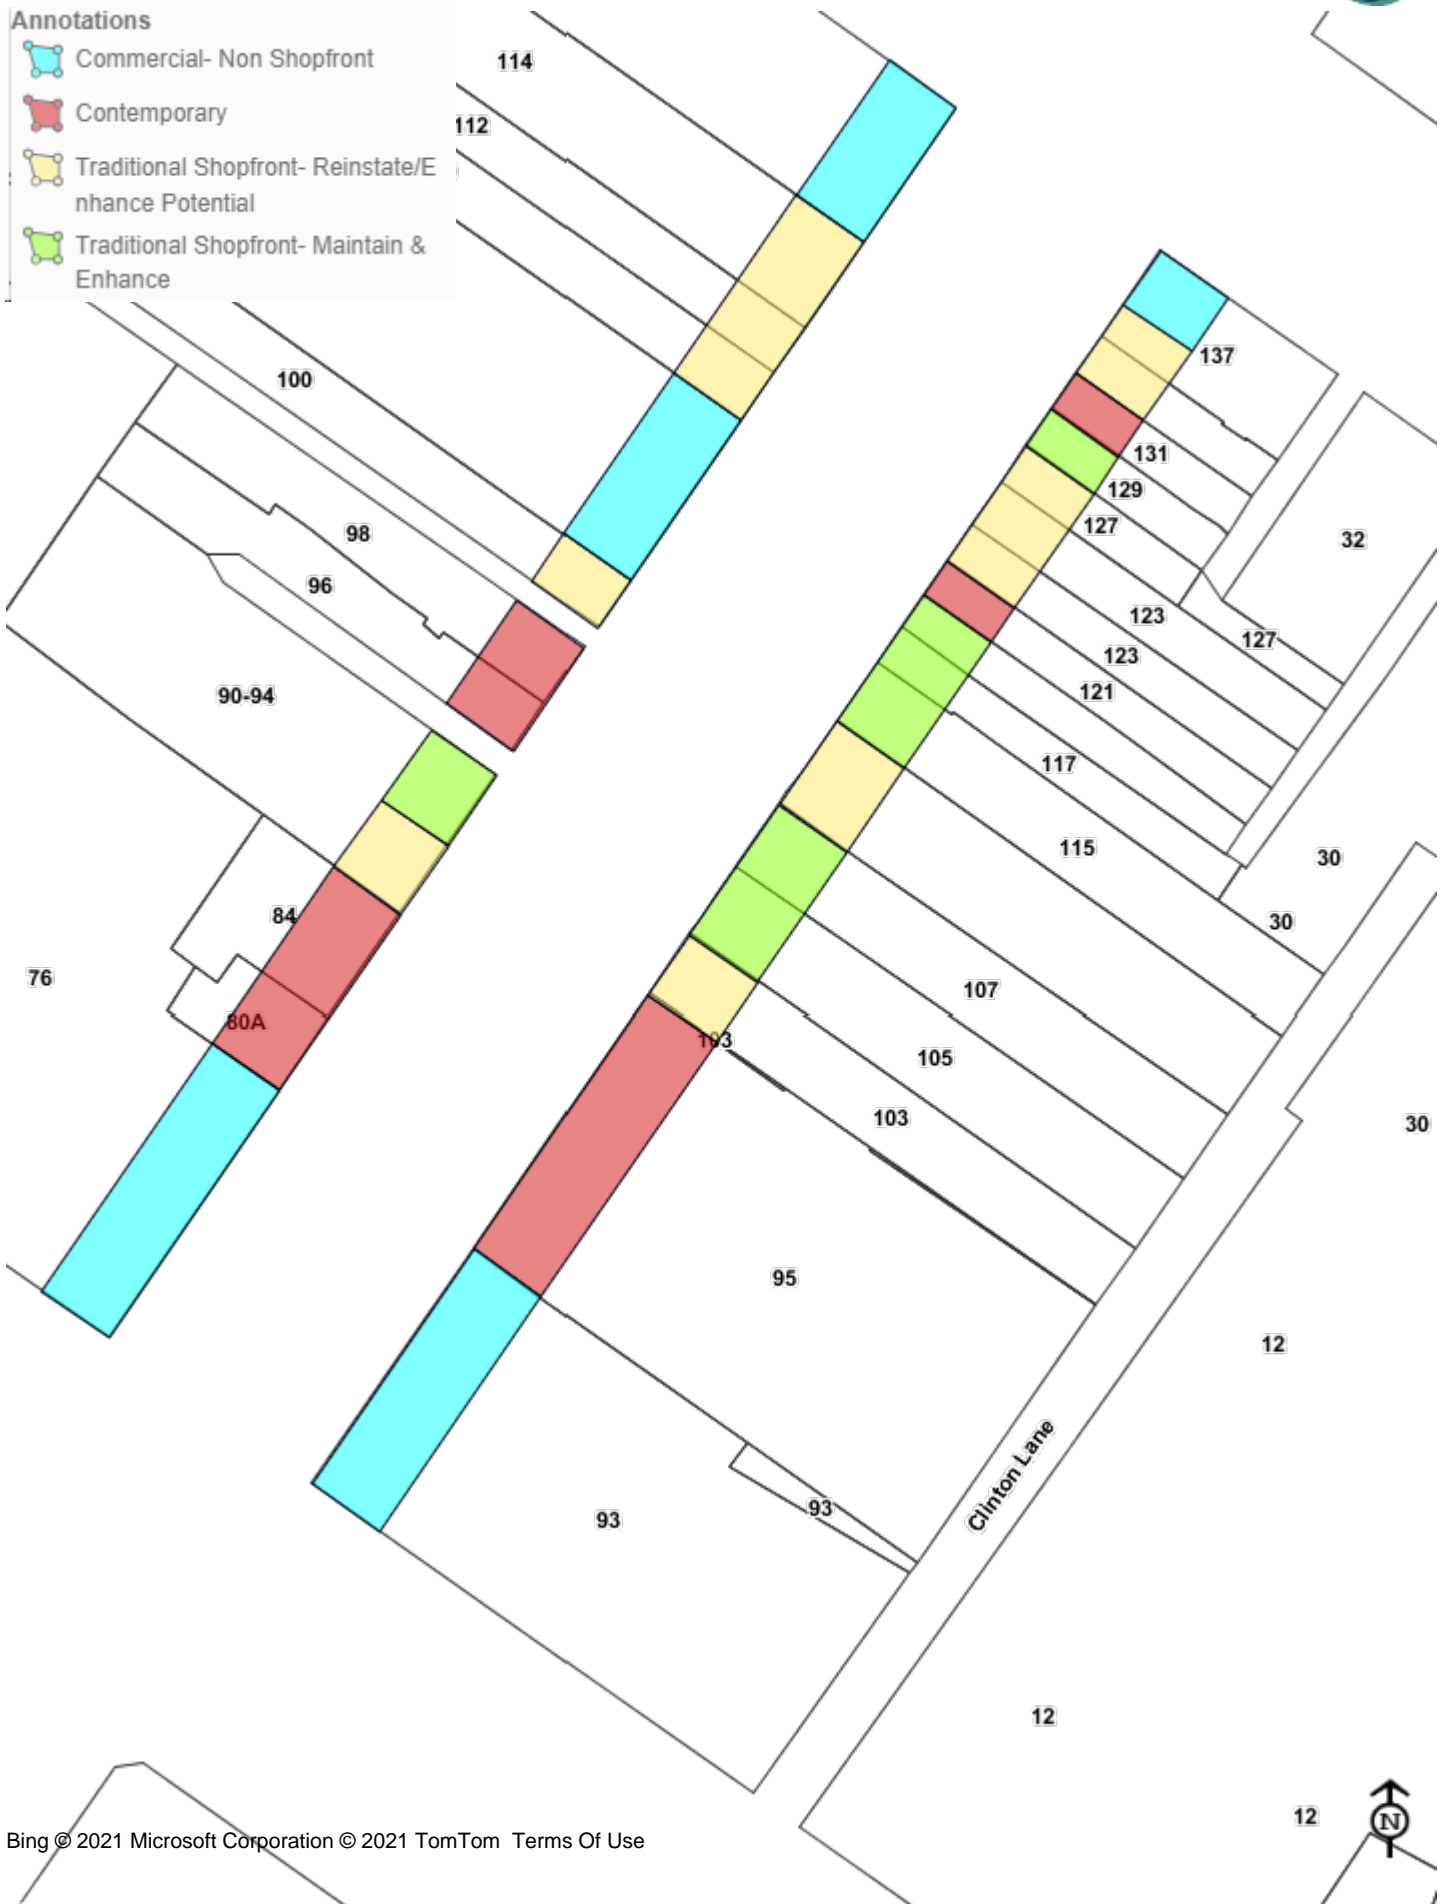 Annotations
Commercial- Non Shopfront
Contemporary
Traditional Shopfront- Reinstate/E
nhance Potential
Traditional Shopfront- Maintain &
Enhance
114
112
100
98
96
90-94
84
76
80A
137
131
129
127
32
123
127
123
121
117
115
30
30
107
105
103
103
30
95
12
93
93
Clinton Lane
12
12
N
Bing © 2021 Microsoft Corporation © 2021 TomTom Terms Of Use